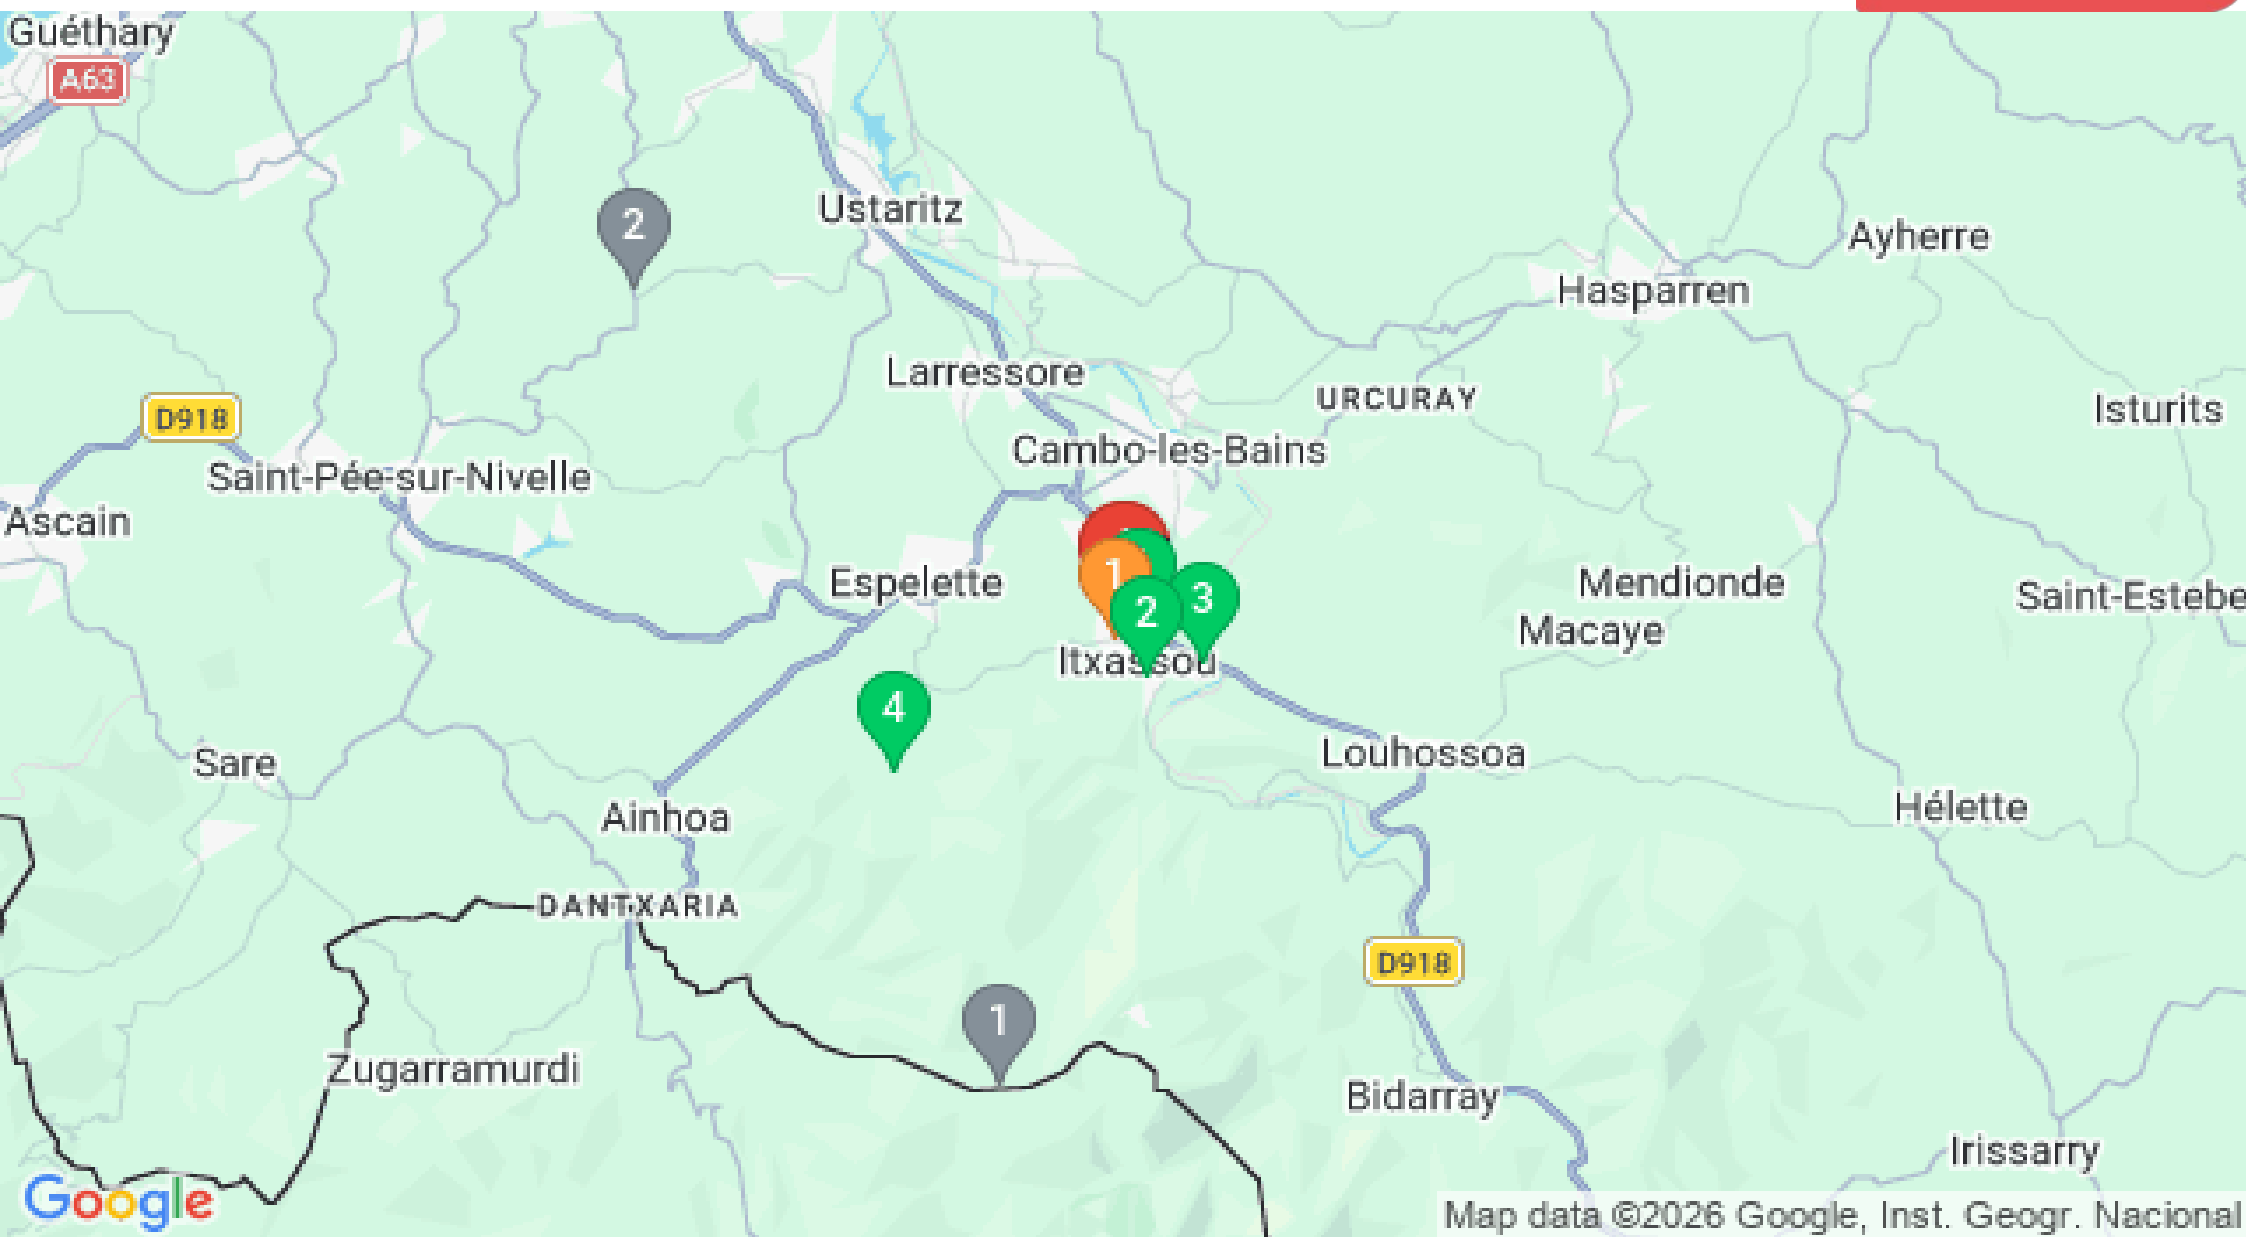 Guéthary
A63
2
Ustaritz
Ayherre
Hasparren
Larressore
URCURAY
D918
Isturits
Cambo-les-Bains
Saint-Pée-sur-Nivelle
Ascain
1
Espelette
2
3
Mendionde
Saint-Estebe
Macaye
Itxassou
4
Louhossoa
Sare
Ainhoa
Hélette
DANTXARIA
D918
1
Zugarramurdi
Bidarray
Irissarry
Google
Map data ©2026 Google, Inst. Geogr. Nacional